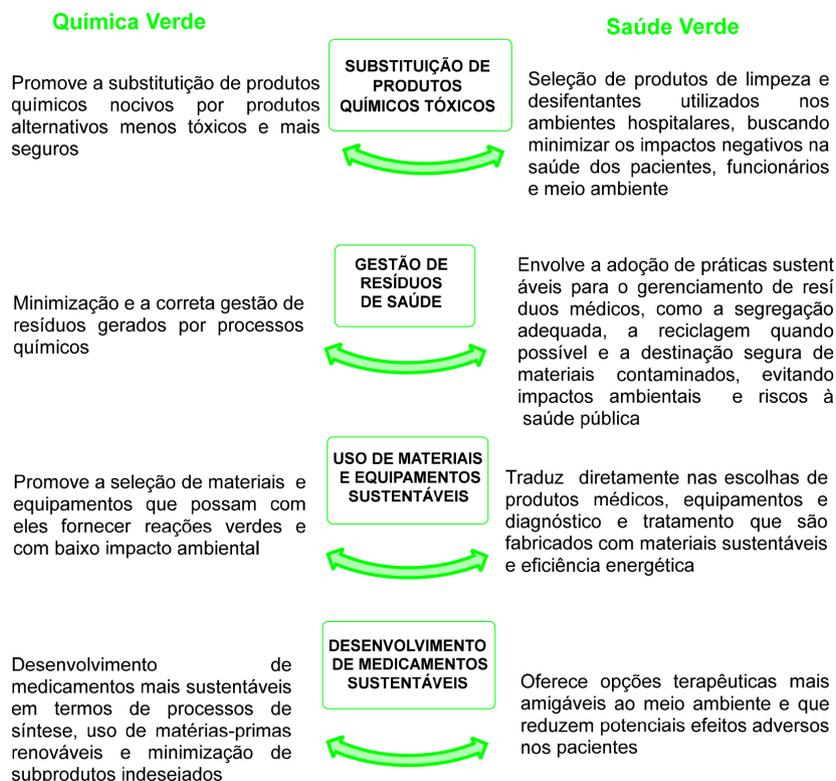 Química Verde
Saúde Verde
Promove a substitutição de produtos
químicos nocivos por produtos
alternativos menos tóxicos e mais
seguros
SUBSTITUIÇÃO DE
PRODUTOS
QUÍMICOS TÓXICOS
Seleção de produtos de limpeza e
desifentantes utilizados nos
ambientes hospitalares, buscando
minimizar os impactos negativos na
saúde dos pacientes, funcionários
e meio ambiente
Minimização e a correta gestão de
resíduos gerados por processos
químicos
GESTÃO DE
RESÍDUOS
DE SAÚDE
Envolve a adoção de práticas sustent
áveis para o gerenciamento de resí
duos médicos, como a segregação
adequada, a reciclagem quando
possível e a destinação segura de
materiais contaminados, evitando
impactos ambientais e riscos à
saúde pública
Promove a seleção de materiais e
equipamentos que possam com
eles fornecer reações verdes e
com baixo impacto ambiental
USO DE MATERIAIS
E EQUIPAMENTOS
SUSTENTÁVEIS
Traduz diretamente nas escolhas de
produtos médicos, equipamentos e
diagnóstico e tratamento que são
fabricados com materiais sustentáveis
e eficiência energética
Desenvolvimento de
medicamentos mais sustentáveis
em termos de processos de
síntese, uso de matérias-primas
renováveis e minimização de
subprodutos indesejados
DESENVOLVIMENTO
DE MEDICAMENTOS
SUSTENTÁVEIS
Oferece opções terapêuticas mais
amigáveis ao meio ambiente e que
reduzem potenciais efeitos adversos
nos pacientes